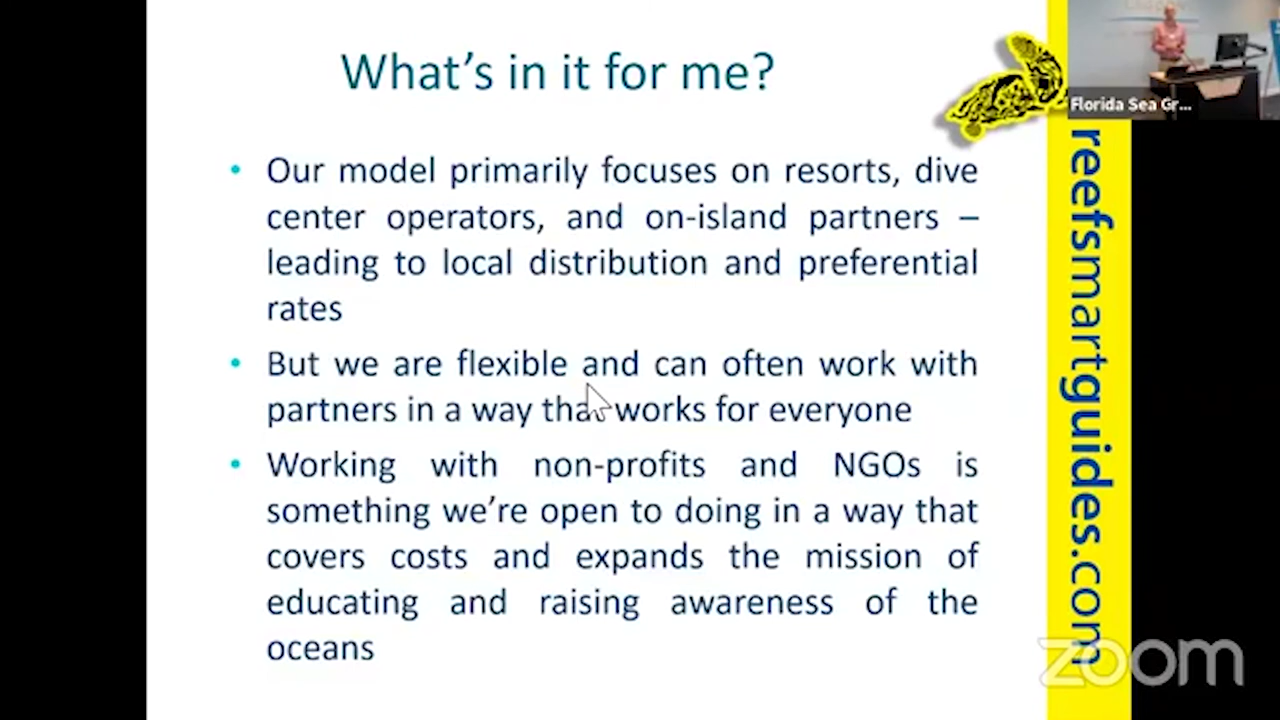 What's in it for me?
• Our model primarily focuses on resorts, dive
center operators, and on-island partners –
leading to local distribution and preferential
rates
• But we are flexible and can often work with
partners in a way that works for everyone
• Working with non-profits and NGOs is
something we're open to doing in a way that
covers costs and expands the mission of
educating and raising awareness of the
oceans
Florida Sea Gr...
reefsmartguides.com
zoom